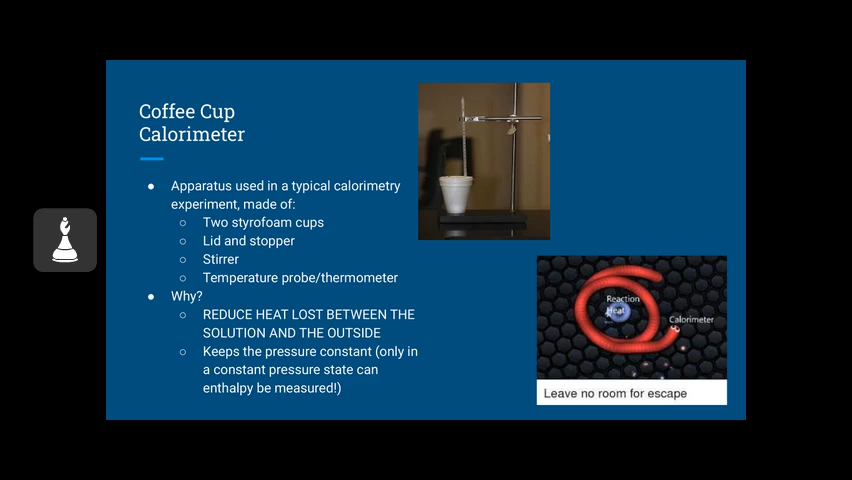 Coffee Cup
Calorimeter
● Apparatus used in a typical calorimetry
experiment, made of:
○ Two styrofoam cups
○ Lid and stopper
○ Stirrer
○ Temperature probe/thermometer
● Why?
○ REDUCE HEAT LOST BETWEEN THE
SOLUTION AND THE OUTSIDE
○ Keeps the pressure constant (only in
a constant pressure state can
enthalpy be measured!)
Reaction
Heat
Calorimeter
Leave no room for escape